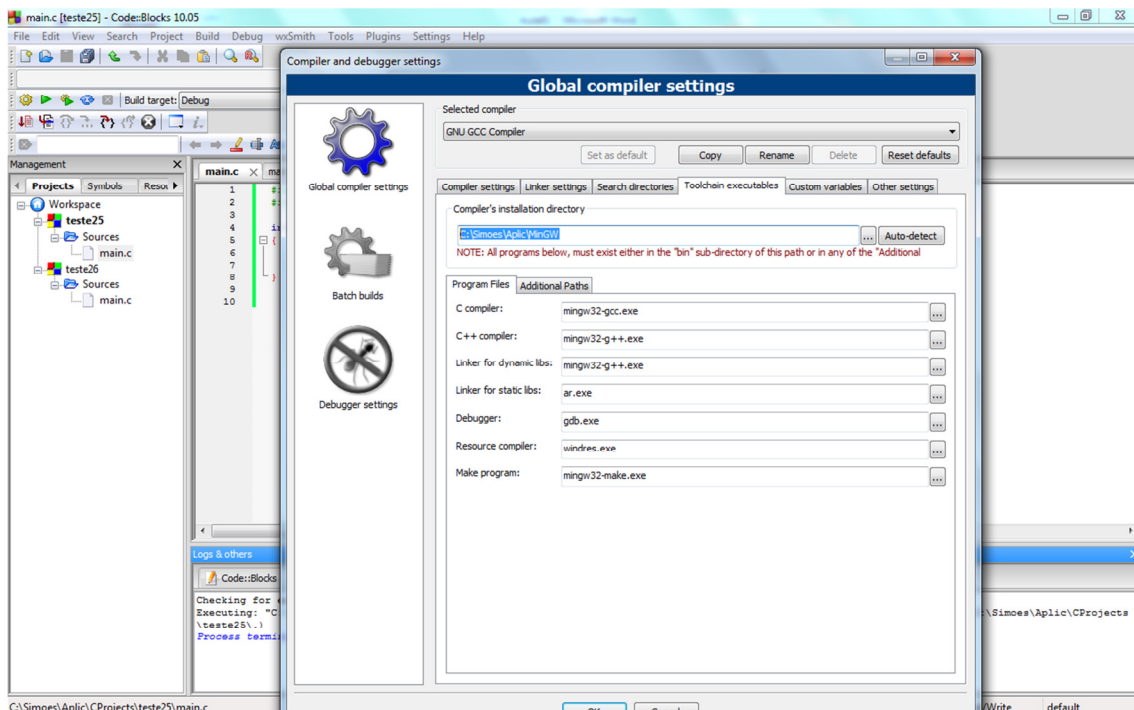 main.c [teste25] - Code::Blocks 10.05
File Edit View Search Project Build Debug wxSmith Tools Plugins Settings Help
Build target: Debug
Management
Projects Symbols
Workspace
teste25
Sources
main.c
teste26
Sources
main.c
main.c
1
2
3
4
5
6
7
8
9
10
Logs & others
Code::Blocks
Checking for
Executing: "C
:\Simoes\Aplic\CProjects
\teste25\.)
Process
C:\Simoes\Aplic\CProjects\teste25\main.c
default
Compiler and debugger settings
Global compiler settings
Global compiler settings
Batch builds
Debugger settings
Selected compiler
GNU GCC Compiler
Set as default Copy Rename Delete Reset defaults
Compiler settings Linker settings Search directories Toolchain executables Custom variables Other settings
Compiler's installation directory
C:\Simoes\Aplic\MinGW ... Auto-detect
NOTE: All programs below, must exist either in the "bin" sub-directory of this path or in any of the "Additional
Program Files Additional Paths
C compiler: mingw32-gcc.exe ...
C++ compiler: mingw32-g++.exe ...
Linker for dynamic libs: mingw32-g++.exe ...
Linker for static libs: ar.exe ...
Debugger: gdb.exe ...
Resource compiler: windres.exe ...
Make program: mingw32-make.exe ...